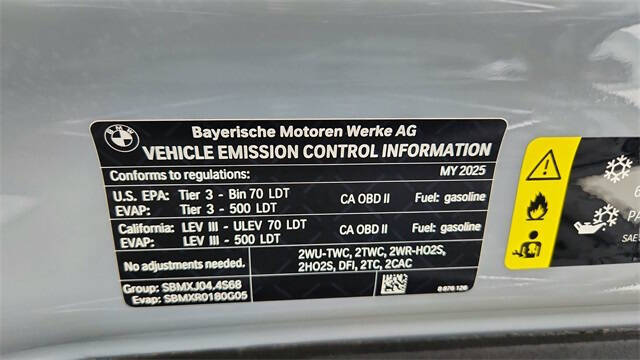 BMW
Bayerische Motoren Werke AG
VEHICLE EMISSION CONTROL INFORMATION
Conforms to regulations: MY 2025
U.S. EPA: Tier 3 - Bin 70 LDT CA OBD II Fuel: gasoline
EVAP: Tier 3 - 500 LDT
California: LEV III - ULEV 70 LDT CA OBD II Fuel: gasoline
EVAP: LEV III - 500 LDT
No adjustments needed. 2WU-TWC, 2TWC, 2WR-HO2S,
2HO2S, DFI, 2TC, 2CAC
Group: SBMXJ04.4S68
Evap: SBMXR0180G05